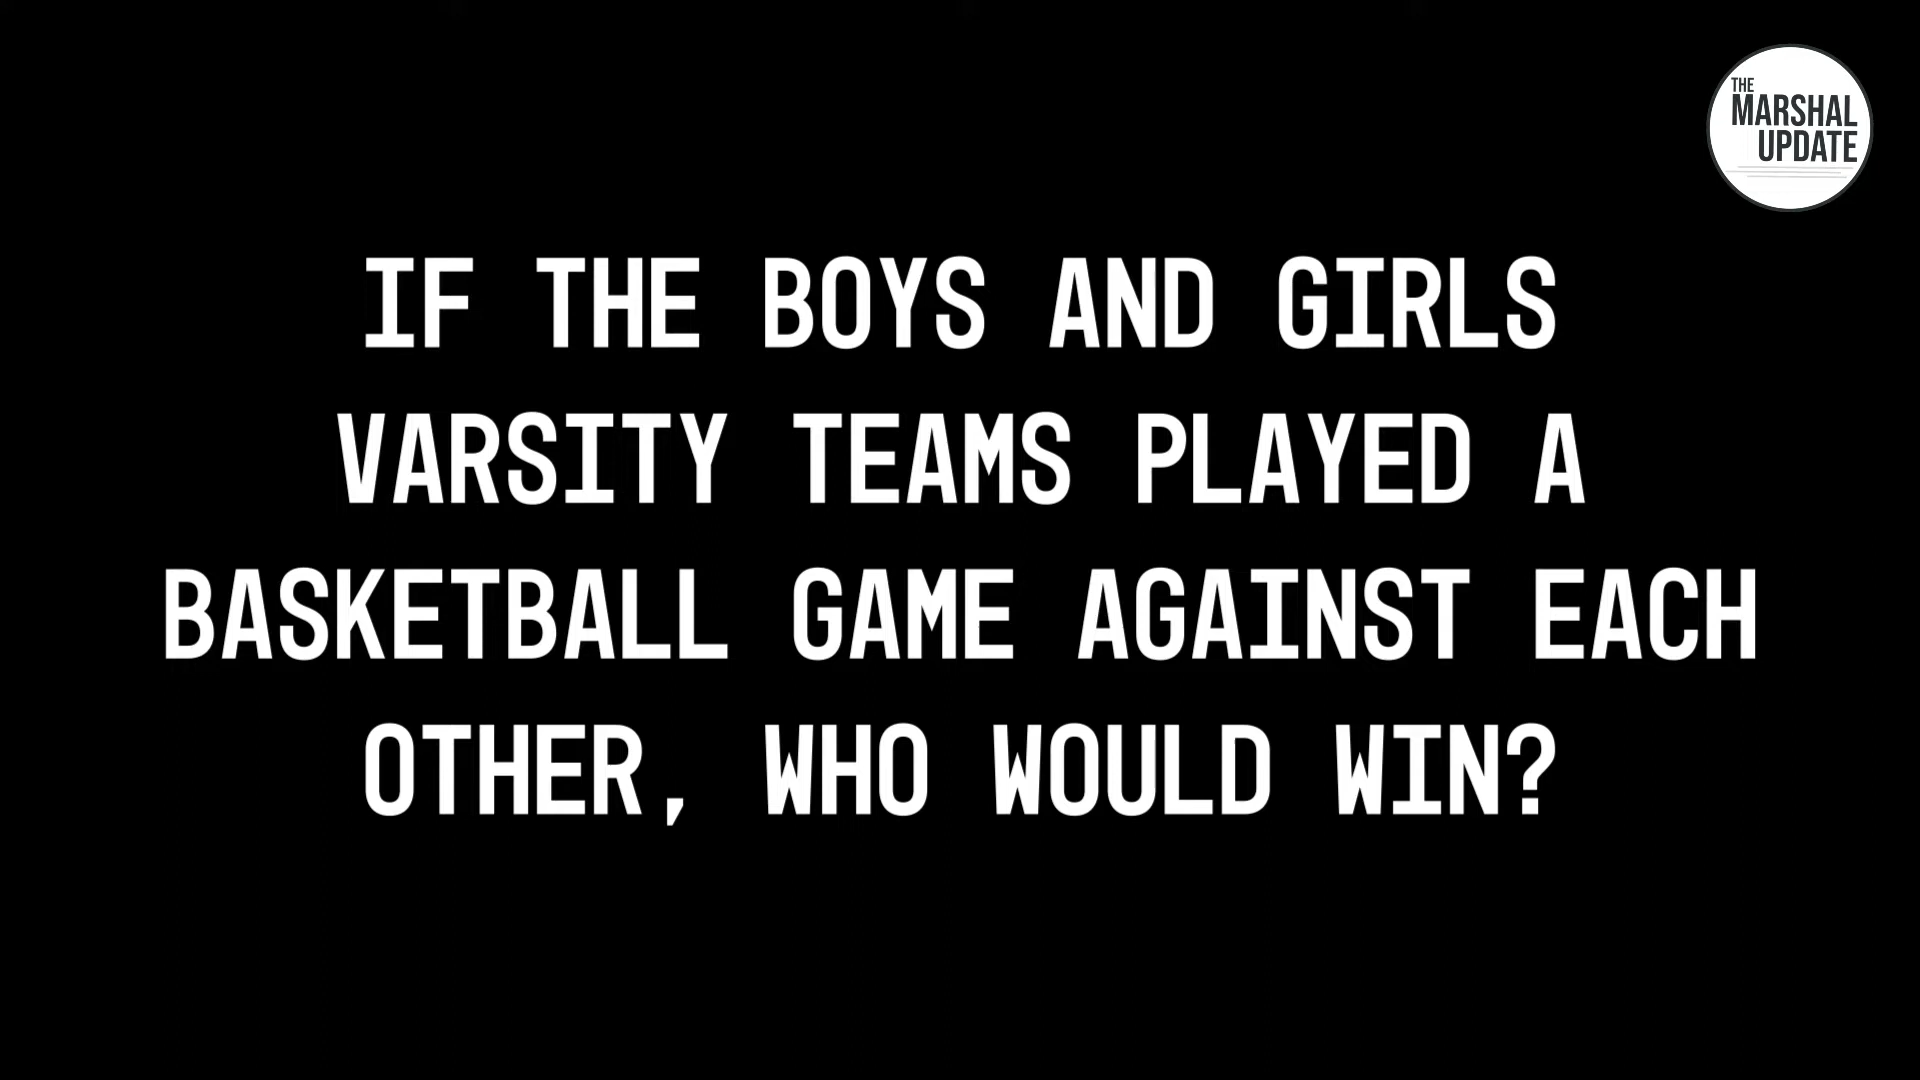 THE
MARSHAL
UPDATE
IF THE BOYS AND GIRLS
VARSITY TEAMS PLAYED A
BASKETBALL GAME AGAINST EACH
OTHER, WHO WOULD WIN?